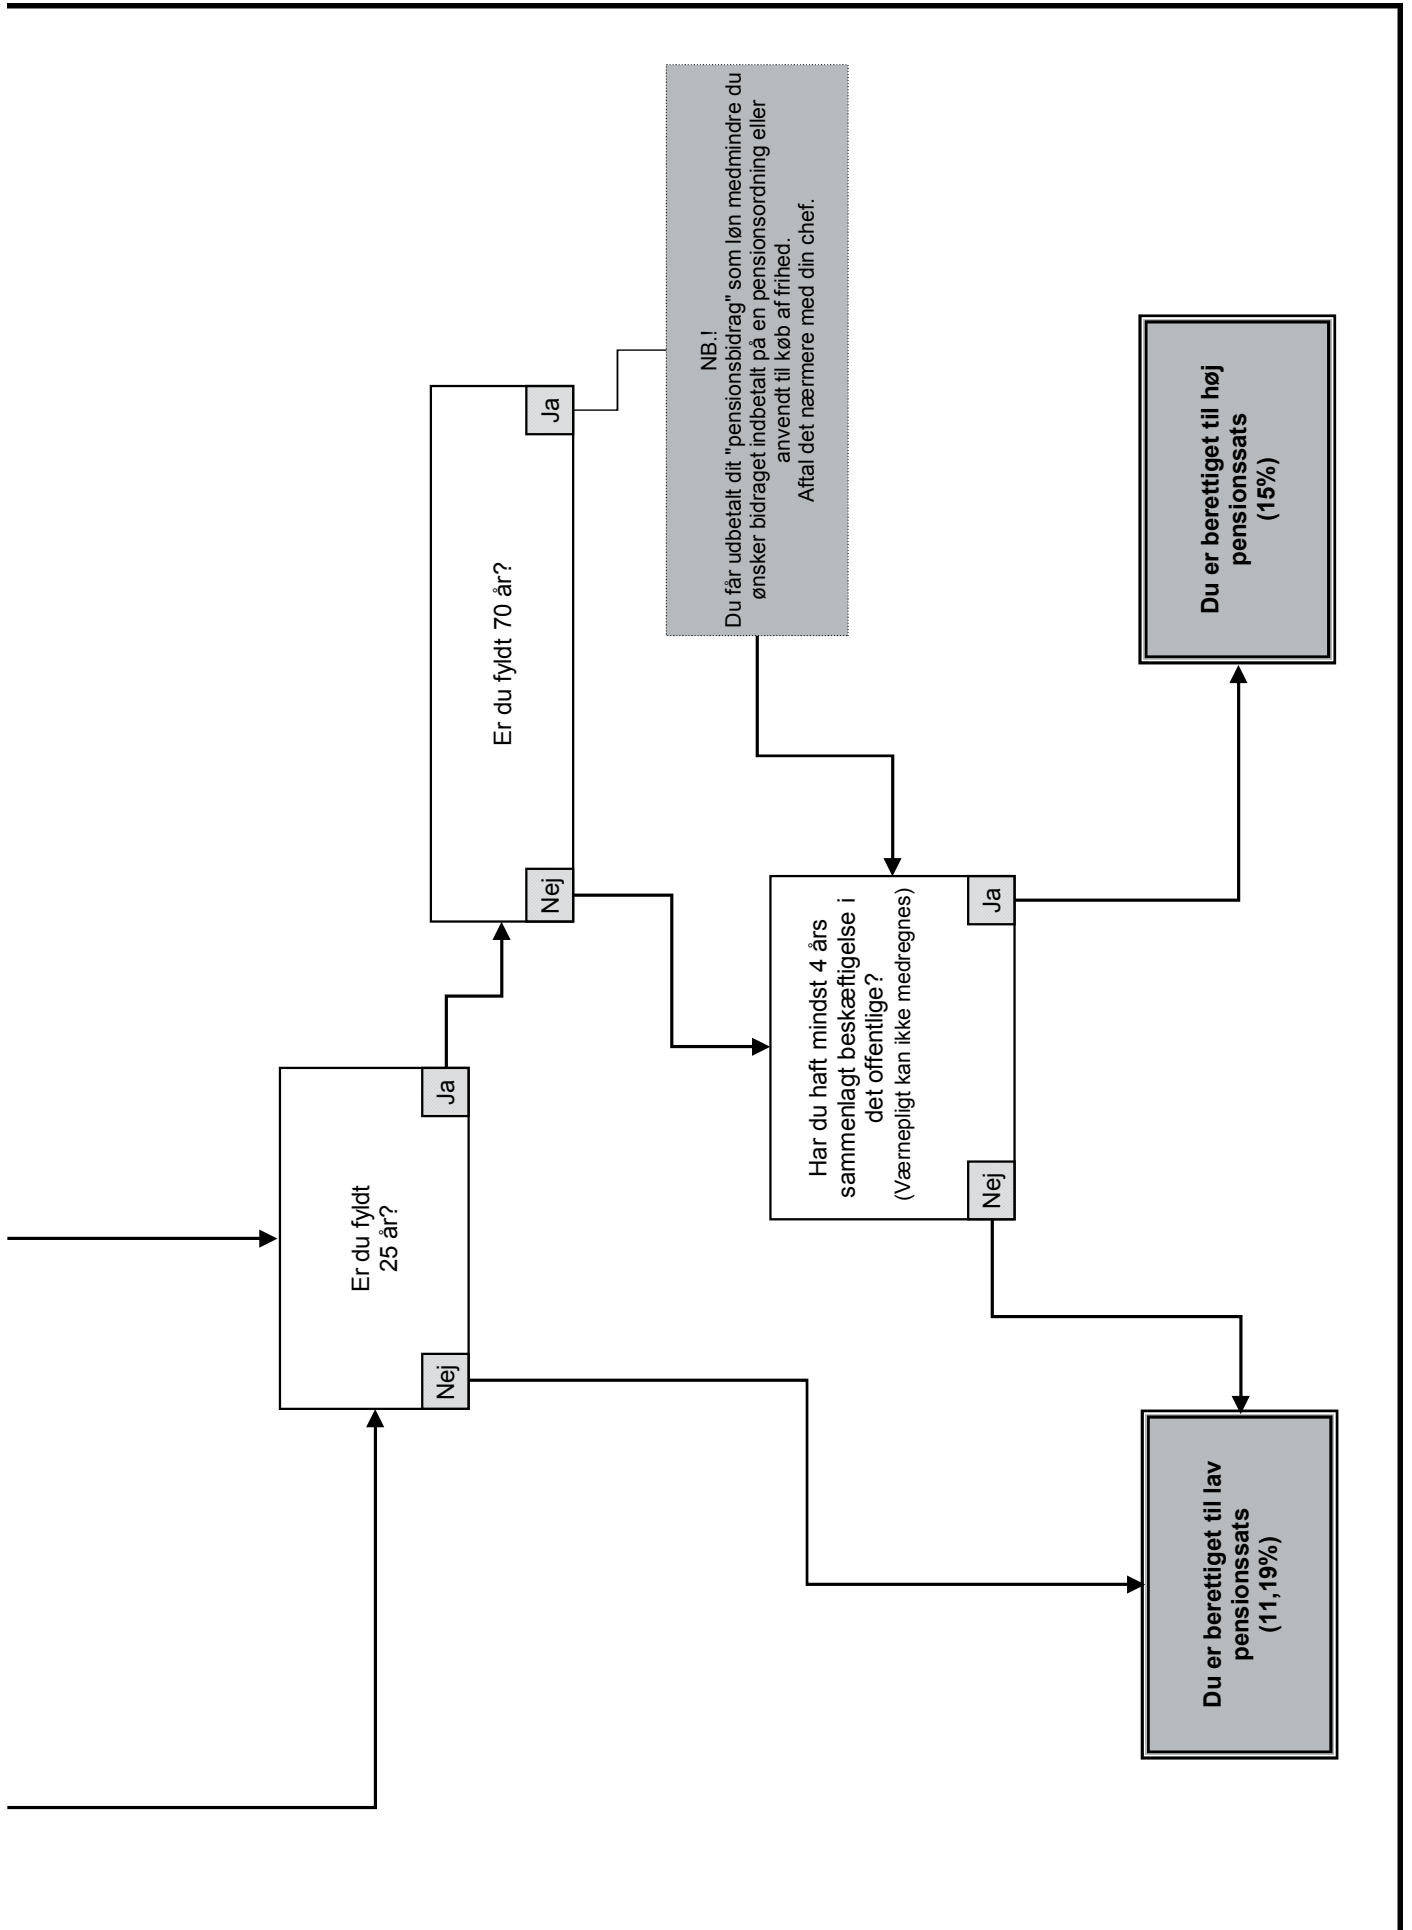 Er du fyldt
25 år?
Nej
Ja
Er du fyldt 70 år?
Nej
Ja
NB.!
Du får udbetalt dit "pensionsbidrag" som løn medmindre du
ønsker bidraget indbetalt på en pensionsordning eller
anvendt til køb af frihed.
Aftal det nærmere med din chef.
Har du haft mindst 4 års
sammenlagt beskæftigelse i
det offentlige?
(Værnepligt kan ikke medregnes)
Nej
Ja
Du er berettiget til lav
pensionssats
(11,19%)
Du er berettiget til høj
pensionssats
(15%)